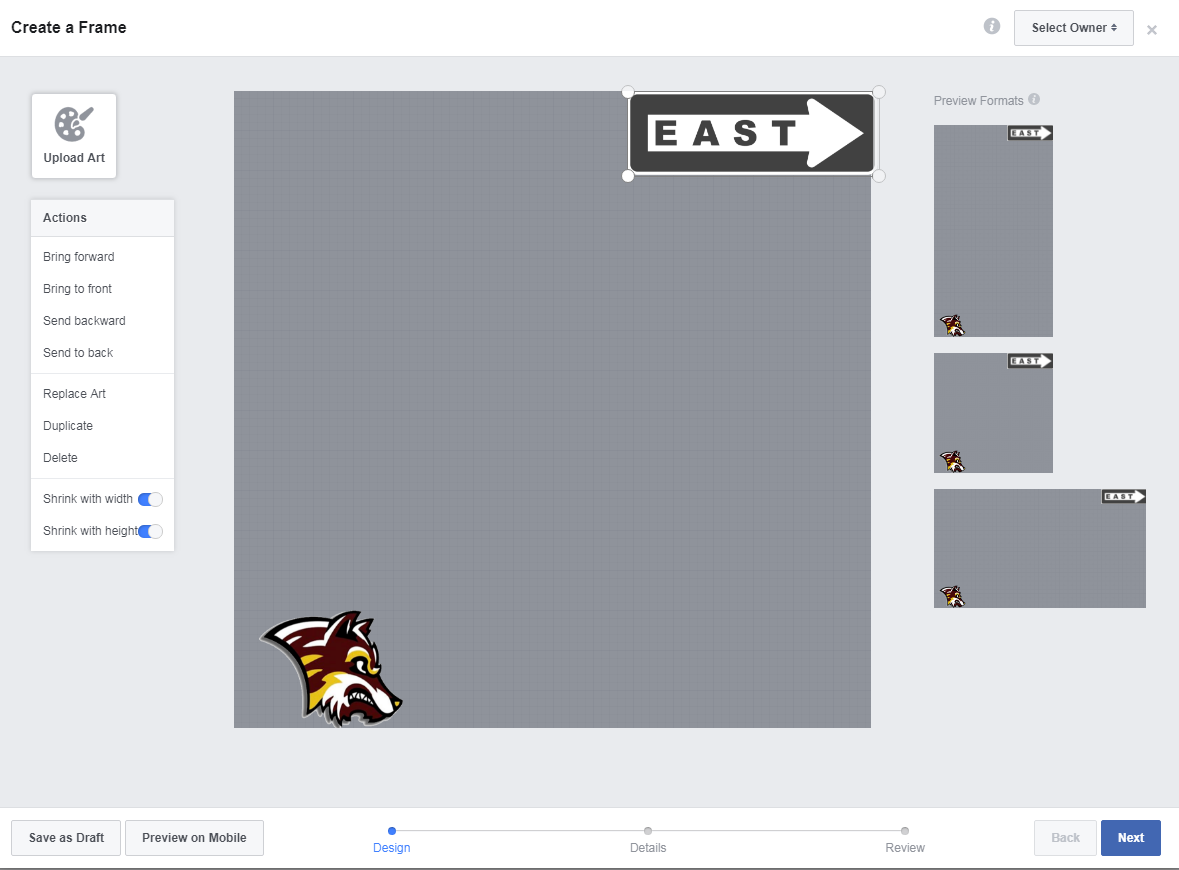 Create a Frame
Select Owner
Upload Art
Actions
Bring forward
Bring to front
Send backward
Send to back
Replace Art
Duplicate
Delete
Shrink with width
Shrink with height
EAST
Preview Formats
EAST
EAST
EAST
Save as Draft
Preview on Mobile
Design
Details
Review
Back
Next